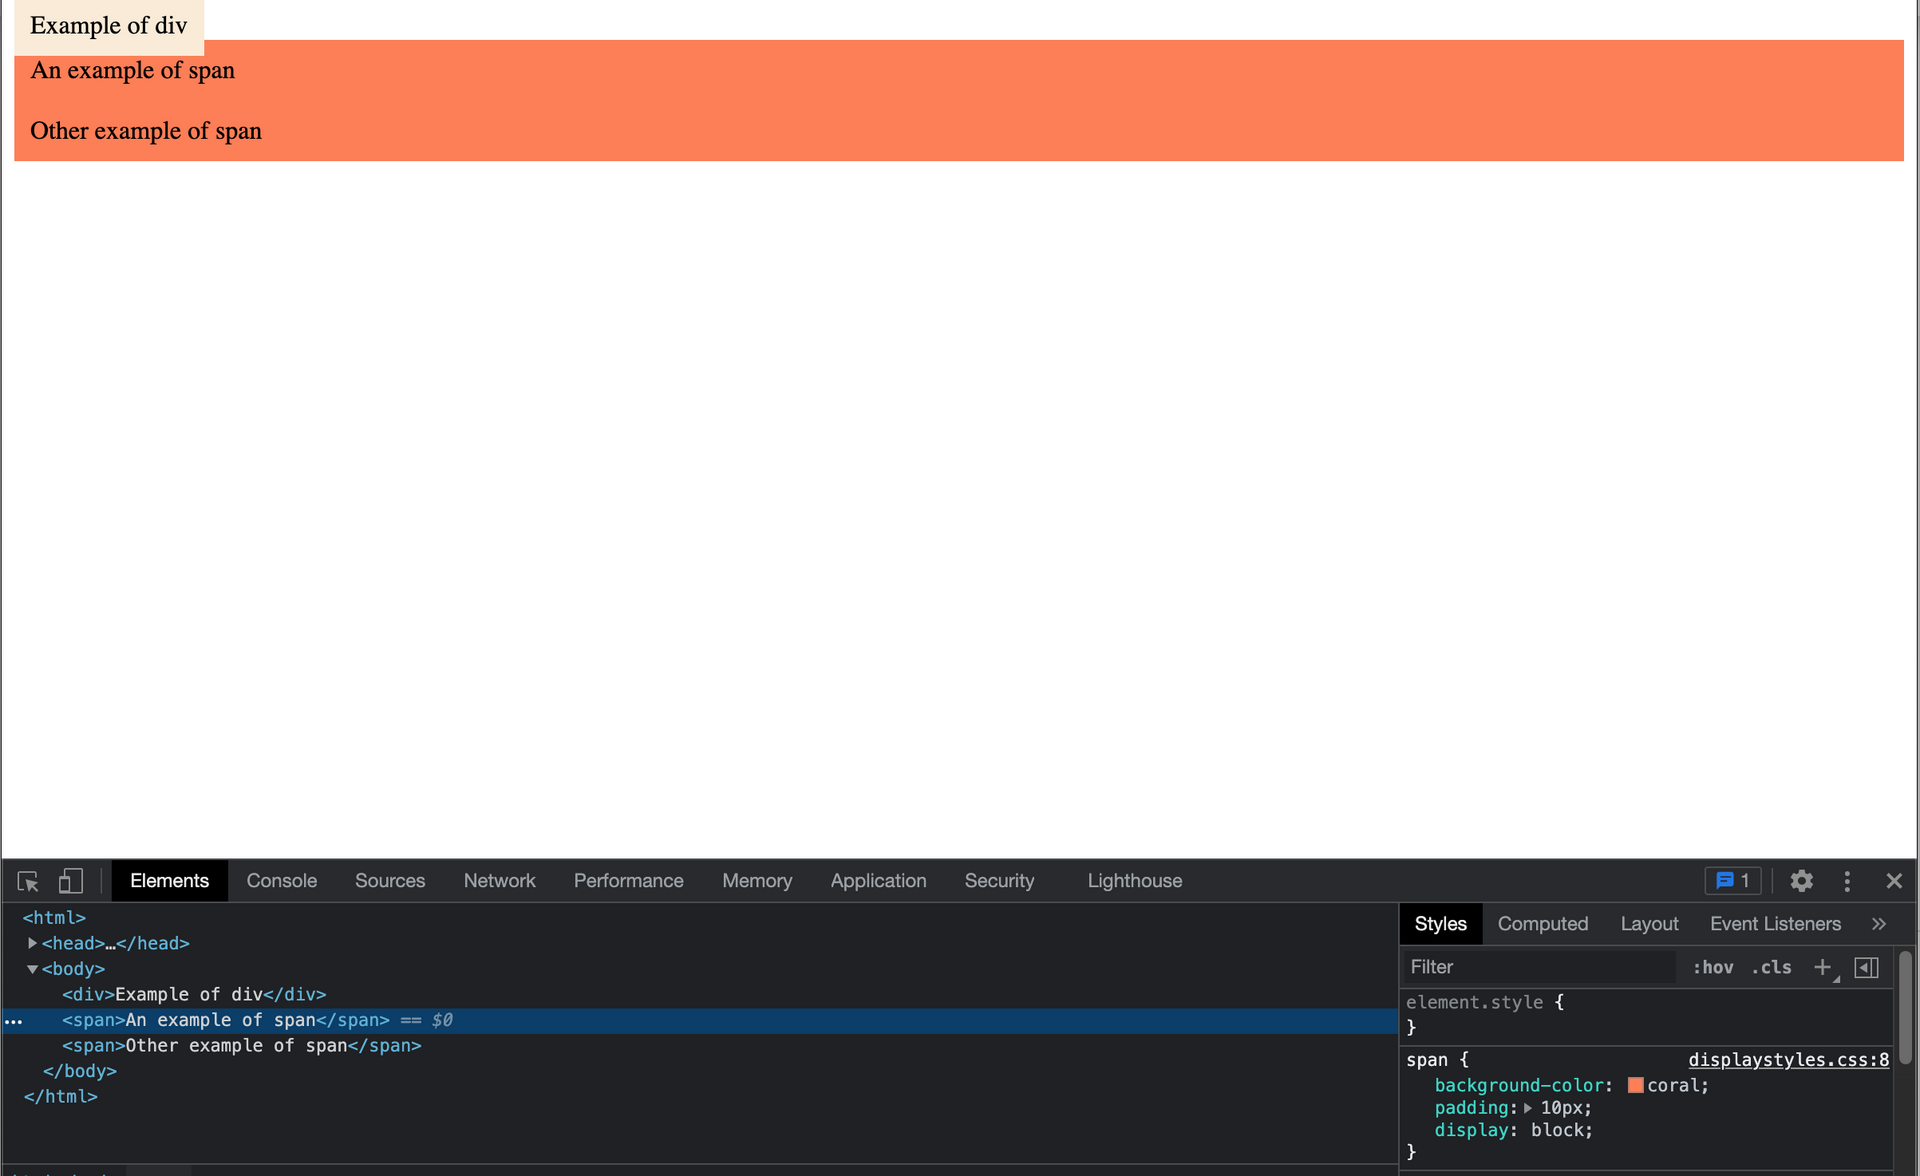 Example of div
An example of span
Other example of span
Elements Console Sources Network Performance Memory Application Security Lighthouse 1
<html>
<head>…</head>
<body>
<div>Example of div</div>
<span>An example of span</span> == $0
<span>Other example of span</span>
</body>
</html>
Styles Computed Layout Event Listeners »
Filter :hov .cls +
element.style {
}
span { displaystyles.css:8
background-color: coral;
padding: 10px;
display: block;
}